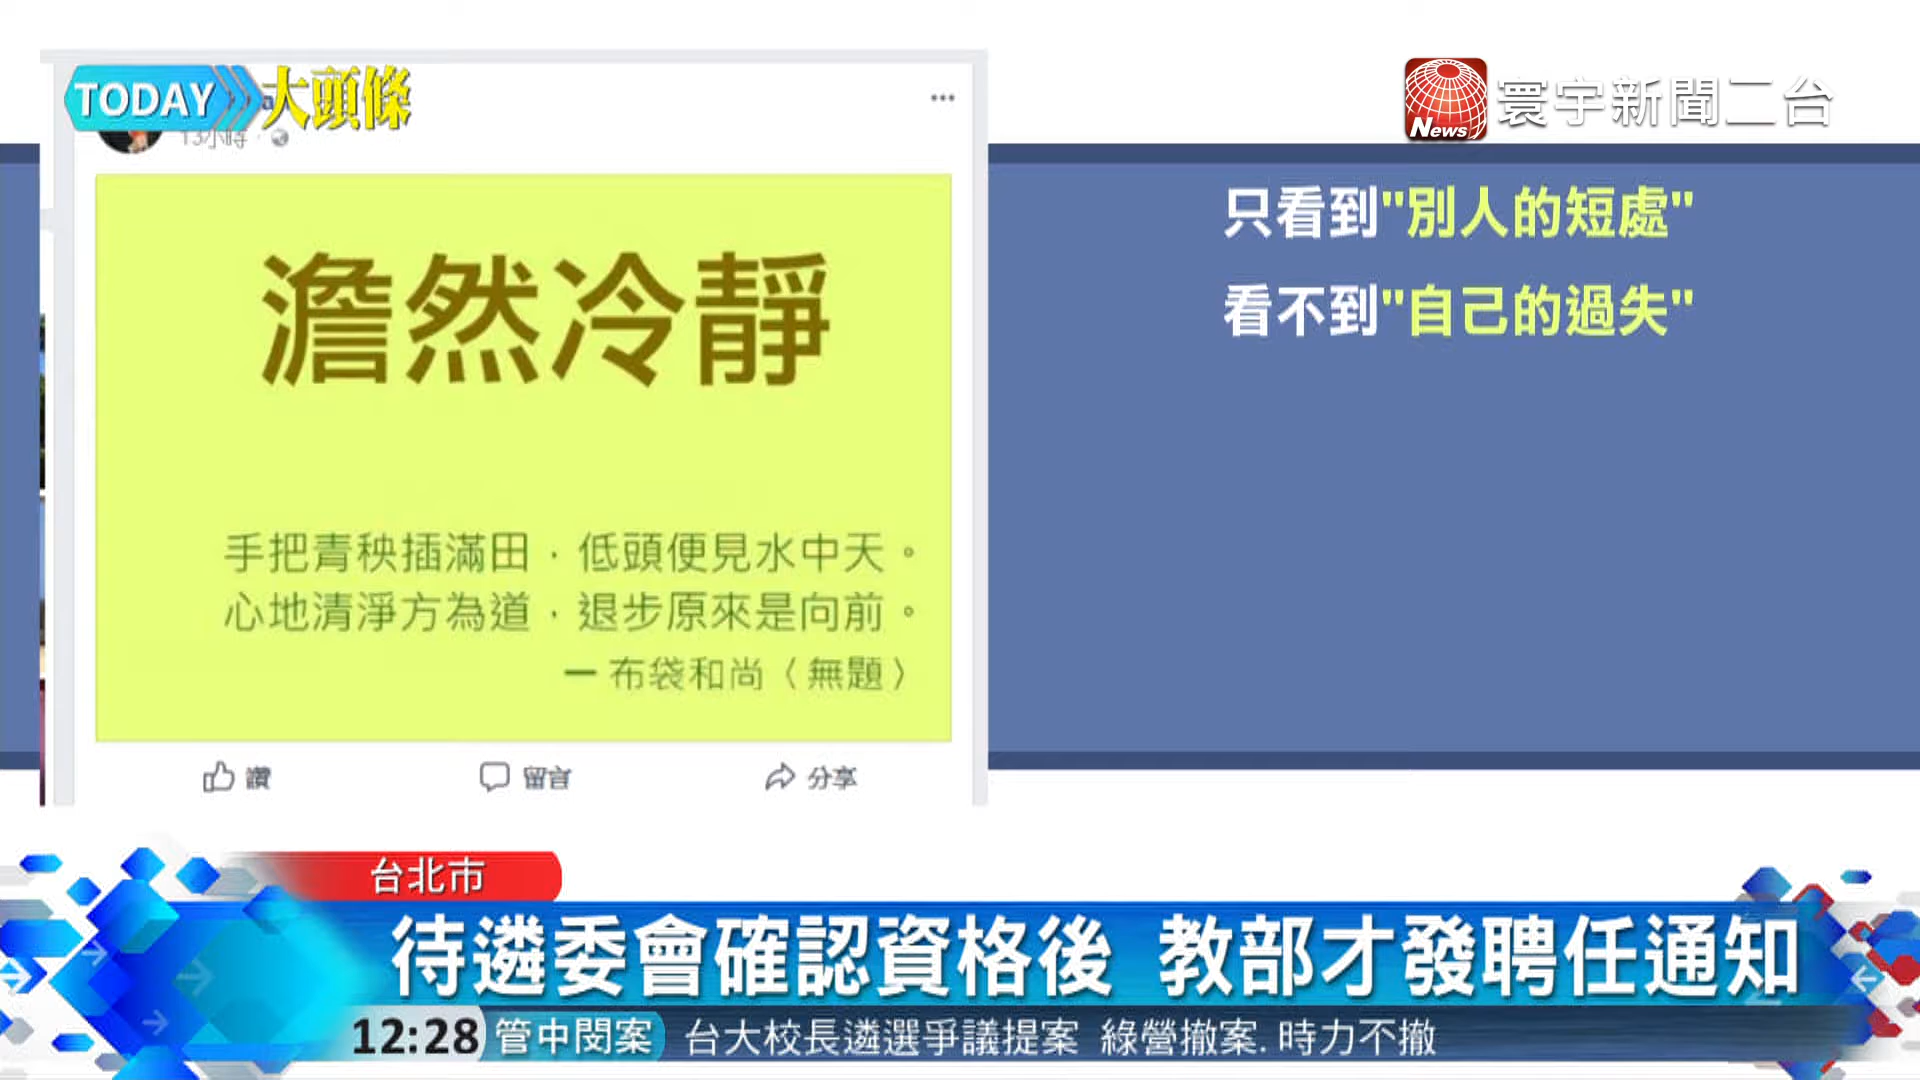 TODAY 大頭條
13小時
News 寰宇新聞二台
澹然冷靜
手把青秧插滿田，低頭便見水中天。
心地清淨方為道，退步原來是向前。
— 布袋和尚〈無題〉
讚 留言 分享
只看到"別人的短處"
看不到"自己的過失"
台北市
待遴委會確認資格後 教部才發聘任通知
12:28 管中閔案 台大校長遴選爭議提案 綠營撤案.時力不撤